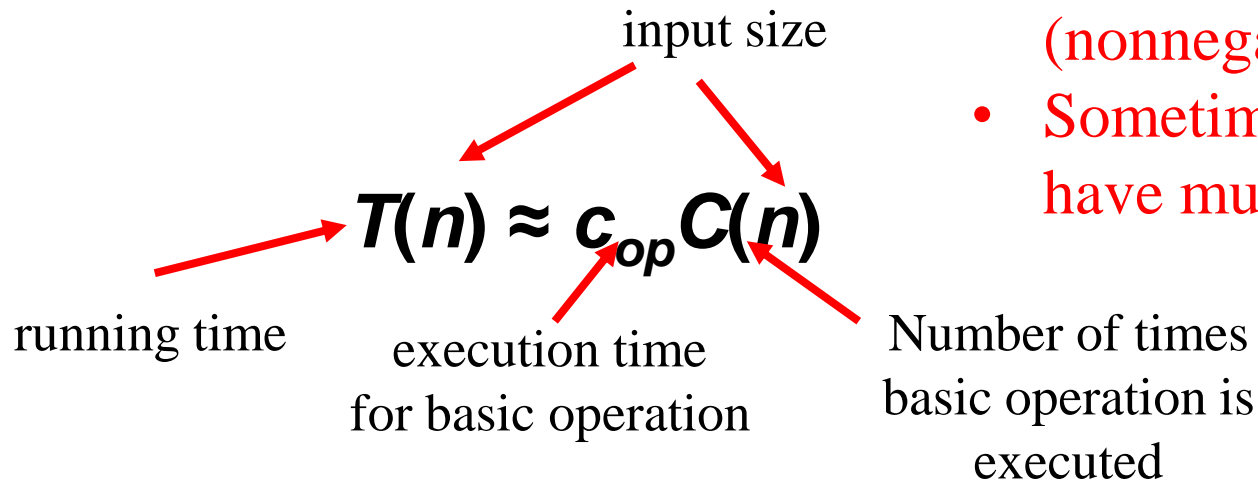 input size
(nonnega
• Sometim
have mu
T(n) ≈ c_op C(n)
running time
execution time
for basic operation
Number of times
basic operation is
executed